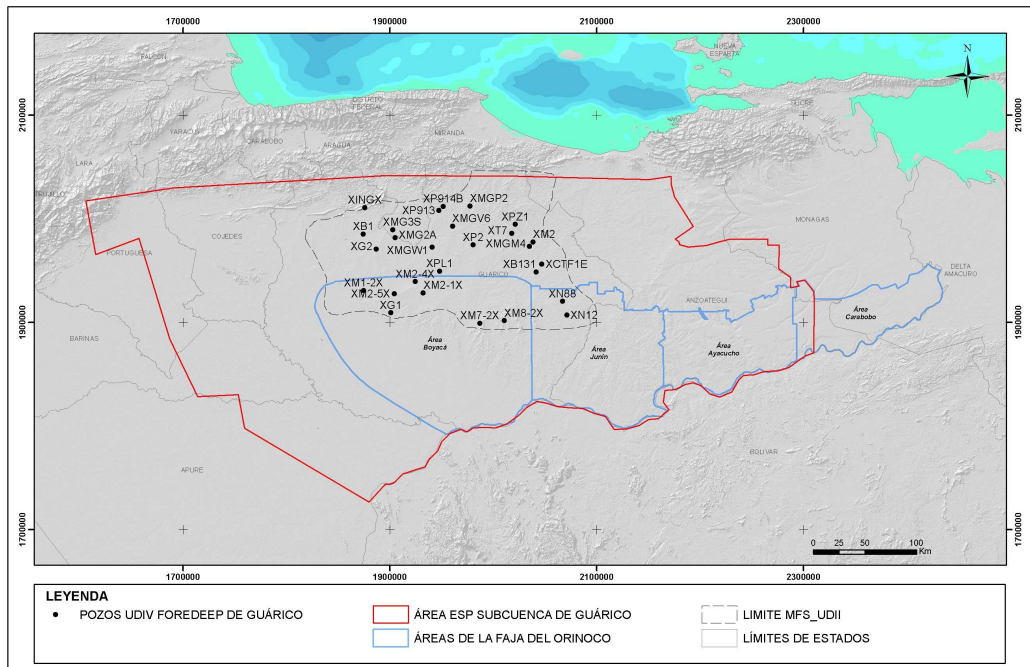 1700000 1900000 2100000 2300000
NUEVA
ESPARTA
N
FALCON
DISTRITO
FEDERAL
SUCRE
2100000 2100000
YARACUY
CARABOBO
MIRANDA
ARAGUA
LARA
TRUJILLO
XP914B XMGP2
XINGX
XP913
XMG3S XMGV6 XPZ1
XB1 XT7
MONAGAS
COJEDES
XMG2A XP2 XM2
XG2 XMGW1 XMGM4
PORTUGUESA
XB131 XCTF1E
XPL1
DELTA
AMACURO
XM2-4X
GUARICO
XM1-2X XM2-1X
XM2-5X
XN88
ANZOATEGUI
XG1
Área
Carabobo
XM7-2X XM8-2X XN12
1900000 1900000
BARINAS
Área
Boyacá
Área
Junín
Área
Ayacucho
BOLIVAR
APURE
1700000 1700000
0 25 50 100
Km
1700000 1900000 2100000 2300000
LEYENDA
POZOS UDIV FOREDEEP DE GUÁRICO
ÁREA ESP SUBCUENCA DE GUÁRICO
LIMITE MFS_UDII
ÁREAS DE LA FAJA DEL ORINOCO
LÍMITES DE ESTADOS